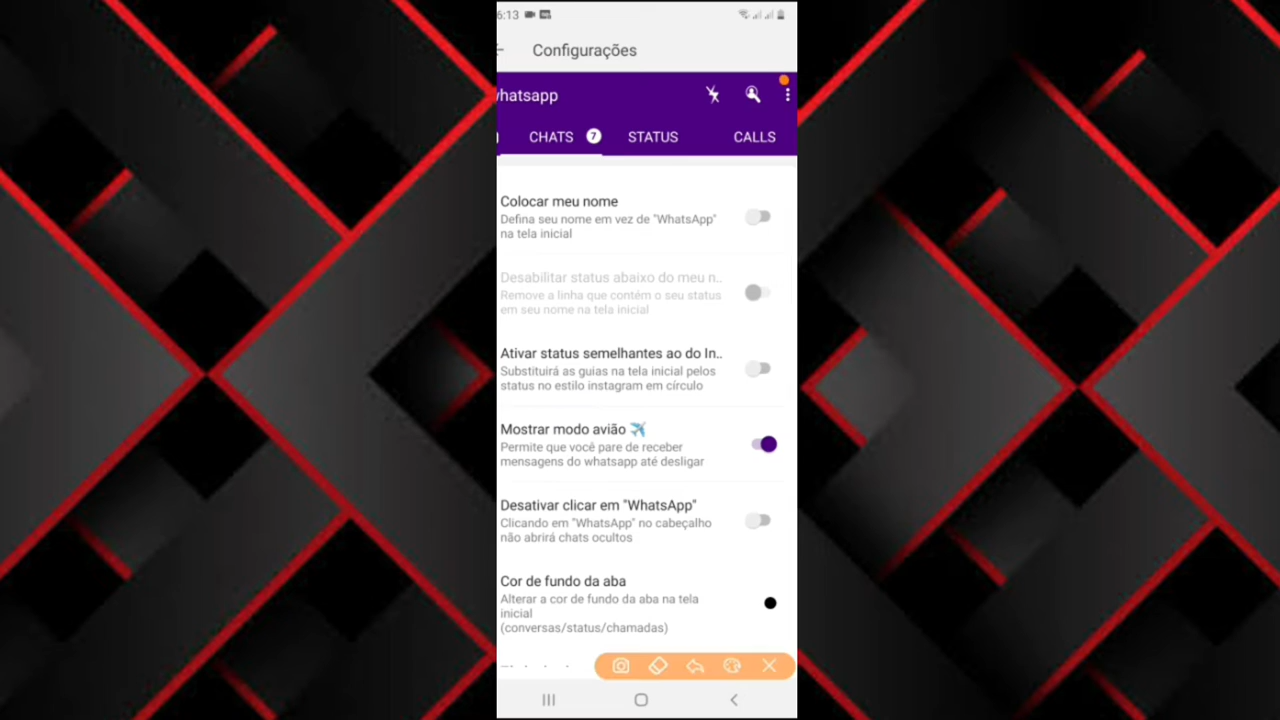 6:13
Configurações
whatsapp
CHATS 7 STATUS CALLS
Colocar meu nome
Defina seu nome em vez de "WhatsApp"
na tela inicial
Desabilitar status abaixo do meu n..
Remove a linha que contém o seu status
em seu nome na tela inicial
Ativar status semelhantes ao do In..
Substituirá as guias na tela inicial pelos
status no estilo instagram em círculo
Mostrar modo avião ✈️
Permite que você pare de receber
mensagens do whatsapp até desligar
Desativar clicar em "WhatsApp"
Clicando em "WhatsApp" no cabeçalho
não abrirá chats ocultos
Cor de fundo da aba
Alterar a cor de fundo da aba na tela
inicial
(conversas/status/chamadas)